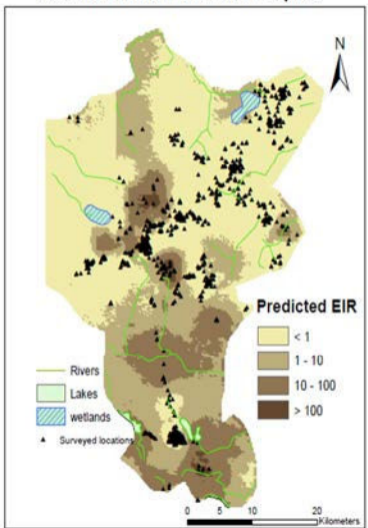 N
Predicted EIR
< 1
1 - 10
10 - 100
> 100
Rivers
Lakes
wetlands
Surveyed locations
0 5 10 20
Kilometers